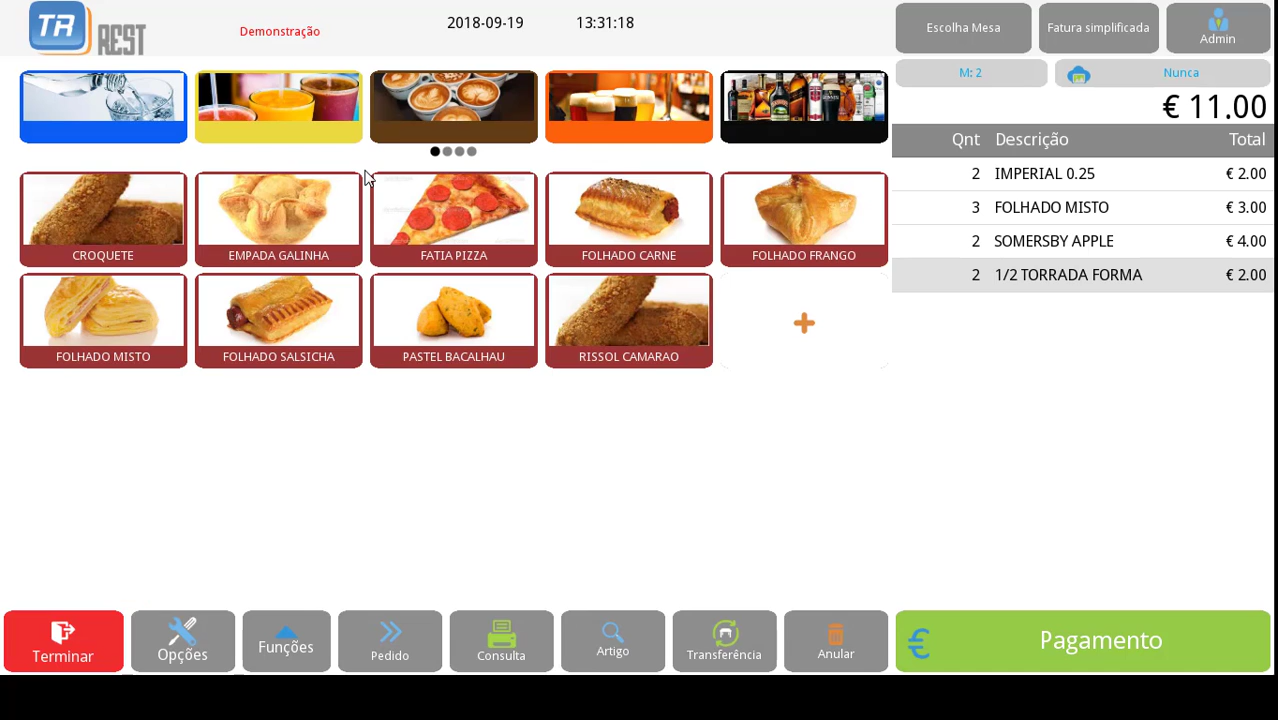 TR REST
Demonstração
2018-09-19 13:31:18
Escolha Mesa
Fatura simplificada
Admin
M: 2
Nunca
€ 11.00
Qnt Descrição Total
2 IMPERIAL 0.25 € 2.00
3 FOLHADO MISTO € 3.00
2 SOMERSBY APPLE € 4.00
2 1/2 TORRADA FORMA € 2.00
CROQUETE
EMPADA GALINHA
FATIA PIZZA
FOLHADO CARNE
FOLHADO FRANGO
FOLHADO MISTO
FOLHADO SALSICHA
PASTEL BACALHAU
RISSOL CAMARAO
Terminar
Opções
Funções
Pedido
Consulta
Artigo
Transferência
Anular
€ Pagamento